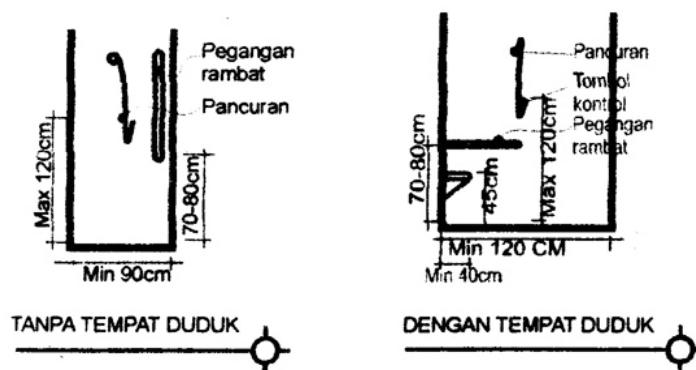 Pegangan
rambat
Pancuran
Max 120cm
70-80cm
Min 90cm
TANPA TEMPAT DUDUK
Pancuran
Tombol
kontrol
Pegangan
rambat
70-80cm
45cm
Max 120cm
Min 120 CM
Min 40cm
DENGAN TEMPAT DUDUK